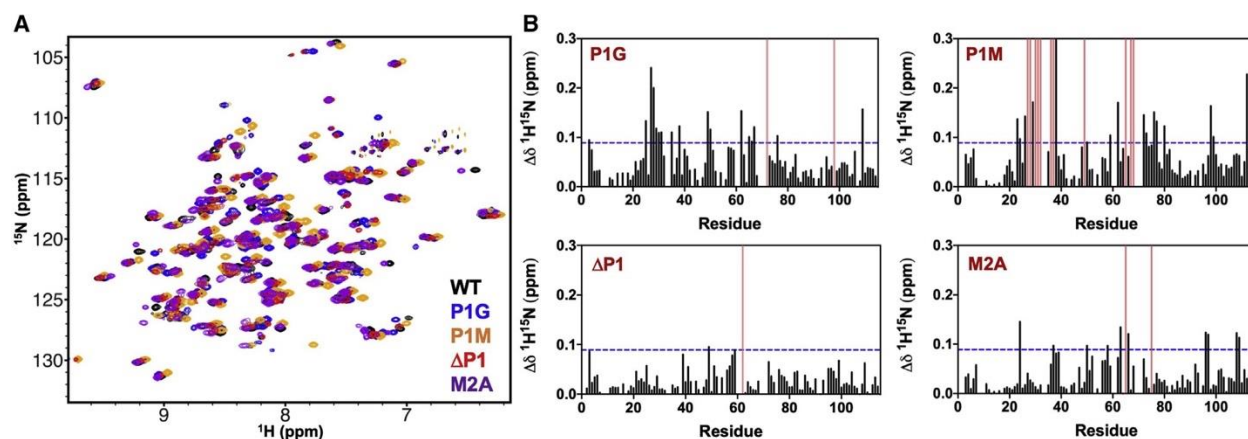 A
105
110
115
120
125
130
¹⁵N (ppm)
9
8
7
¹H (ppm)
WT
P1G
P1M
ΔP1
M2A
B
P1G
0.3
0.2
0.1
0.0
Δδ ¹H¹⁵N (ppm)
0 20 40 60 80 100
Residue
P1M
0.3
0.2
0.1
0.0
Δδ ¹H¹⁵N (ppm)
0 20 40 60 80 100
Residue
ΔP1
0.3
0.2
0.1
0.0
Δδ ¹H¹⁵N (ppm)
0 20 40 60 80 100
Residue
M2A
0.3
0.2
0.1
0.0
Δδ ¹H¹⁵N (ppm)
0 20 40 60 80 100
Residue